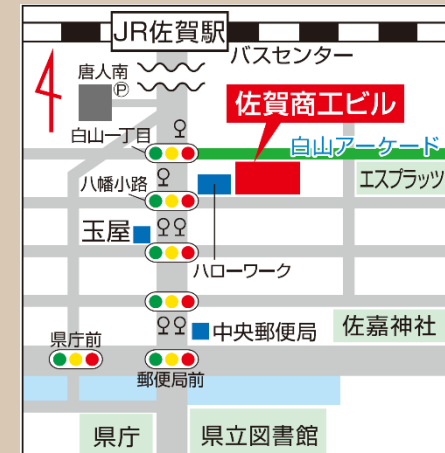 JR佐賀駅
バスセンター
唐人南
Ⓟ
佐賀商工ビル
白山一丁目
白山アーケード
八幡小路
エスプラッツ
玉屋
ハローワーク
中央郵便局
佐嘉神社
県庁前
郵便局前
県庁
県立図書館